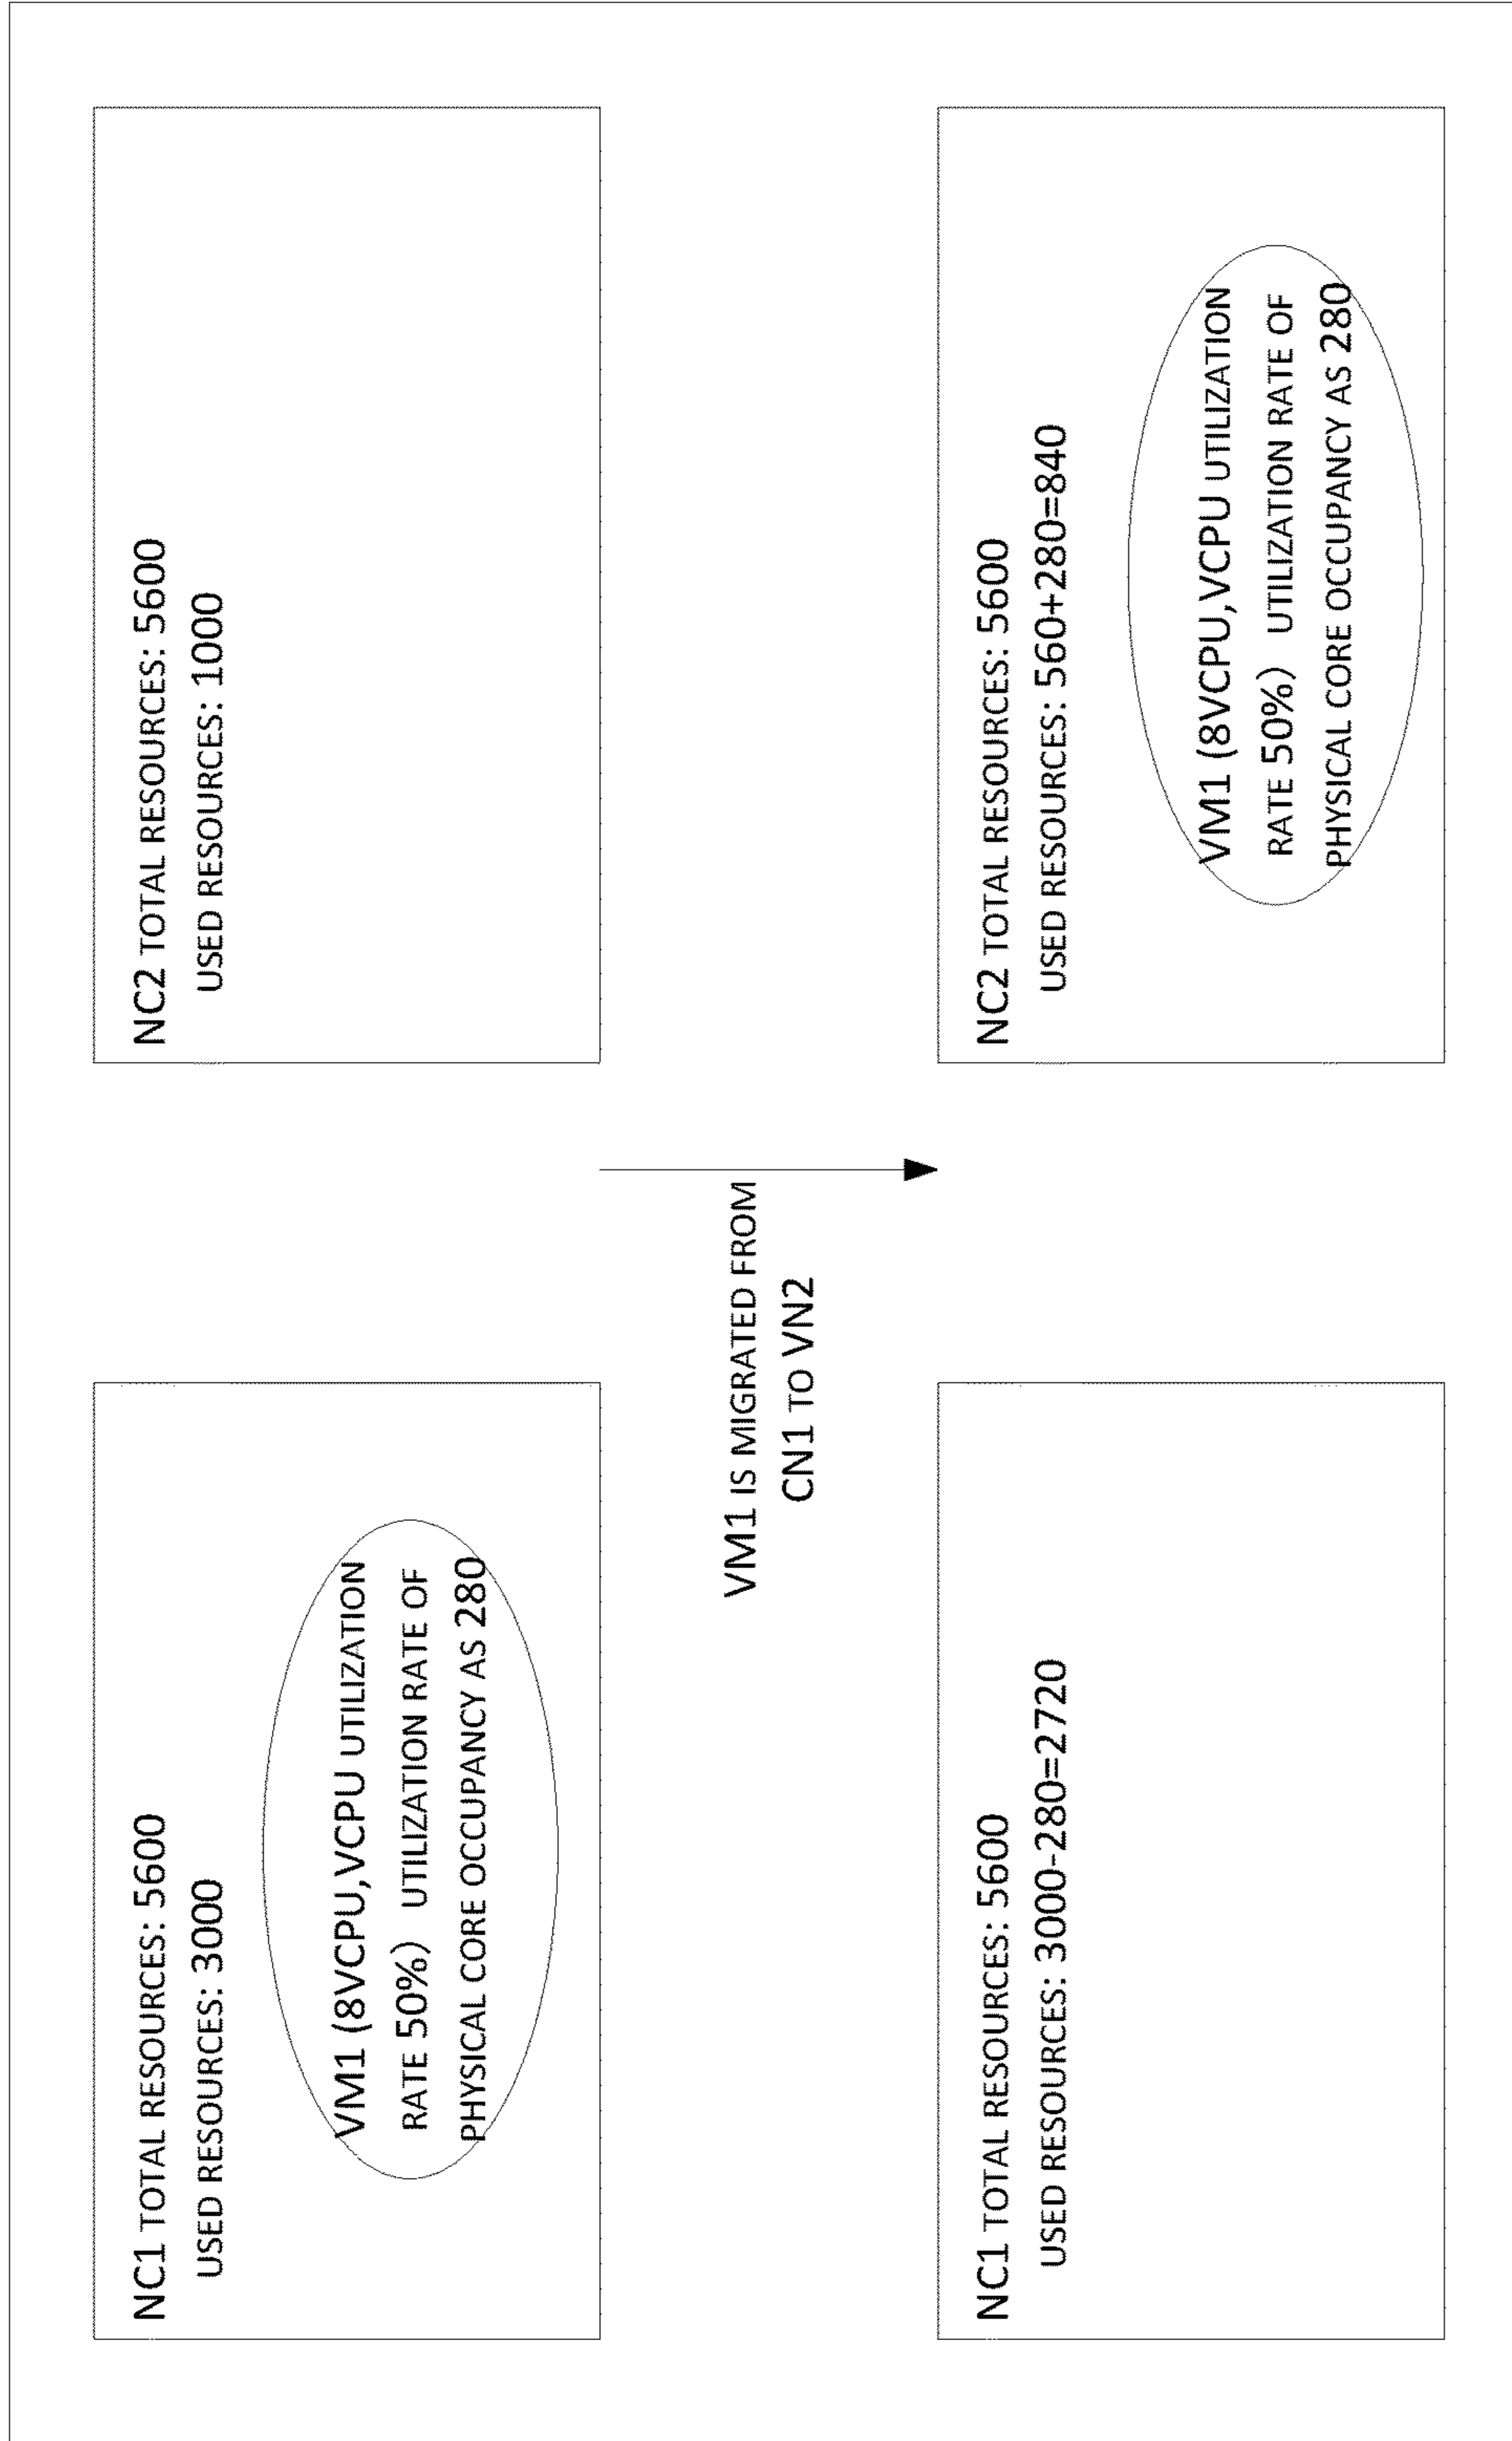 NC1 TOTAL RESOURCES: 5600
USED RESOURCES: 3000
VM1 (8VCPU,VCPU UTILIZATION
RATE 50%) UTILIZATION RATE OF
PHYSICAL CORE OCCUPANCY AS 280
NC2 TOTAL RESOURCES: 5600
USED RESOURCES: 1000
VM1 IS MIGRATED FROM
CN1 TO VN2
NC1 TOTAL RESOURCES: 5600
USED RESOURCES: 3000-280=2720
NC2 TOTAL RESOURCES: 5600
USED RESOURCES: 560+280=840
VM1 (8VCPU,VCPU UTILIZATION
RATE 50%) UTILIZATION RATE OF
PHYSICAL CORE OCCUPANCY AS 280